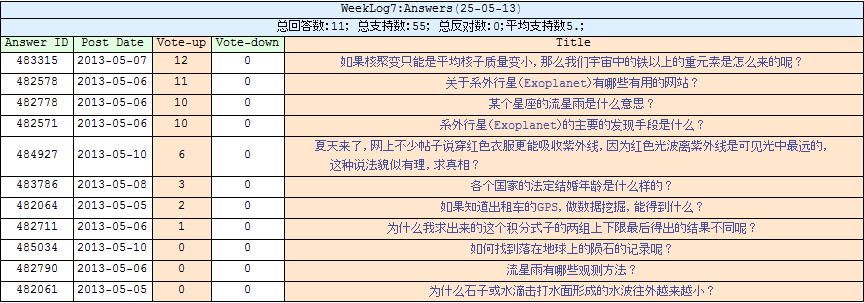 WeekLog7:Answers(25-05-13)
总回答数:11; 总支持数:55; 总反对数:0;平均支持数5.;
Answer ID Post Date Vote-up Vote-down Title
483315 2013-05-07 12 0 如果核聚变只能是平均核子质量变小,那么我们宇宙中的铁以上的重元素是怎么来的呢？
482578 2013-05-06 11 0 关于系外行星(Exoplanet)有哪些有用的网站？
482778 2013-05-06 10 0 某个星座的流星雨是什么意思？
482571 2013-05-06 10 0 系外行星(Exoplanet)的主要的发现手段是什么？
484927 2013-05-10 6 0 夏天来了,网上不少帖子说穿红色衣服更能吸收紫外线,因为红色光波离紫外线是可见光中最远的,
这种说法貌似有理,求真相？
483786 2013-05-08 3 0 各个国家的法定结婚年龄是什么样的？
482064 2013-05-05 2 0 如果知道出租车的GPS,做数据挖掘,能得到什么？
482711 2013-05-06 1 0 为什么我求出来的这个积分式子的两组上下限最后得出的结果不同呢？
485034 2013-05-10 0 0 如何找到落在地球上的陨石的记录呢？
482790 2013-05-06 0 0 流星雨有哪些观测方法？
482061 2013-05-05 0 0 为什么石子或水滴击打水面形成的水波往外越来越小？